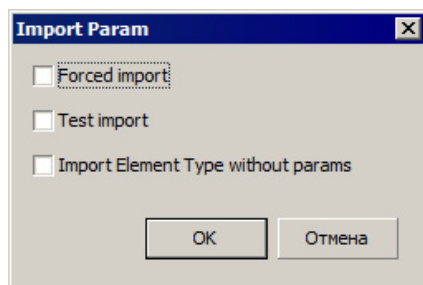 Import Param
Forced import
Test import
Import Element Type without params
OK
Отмена